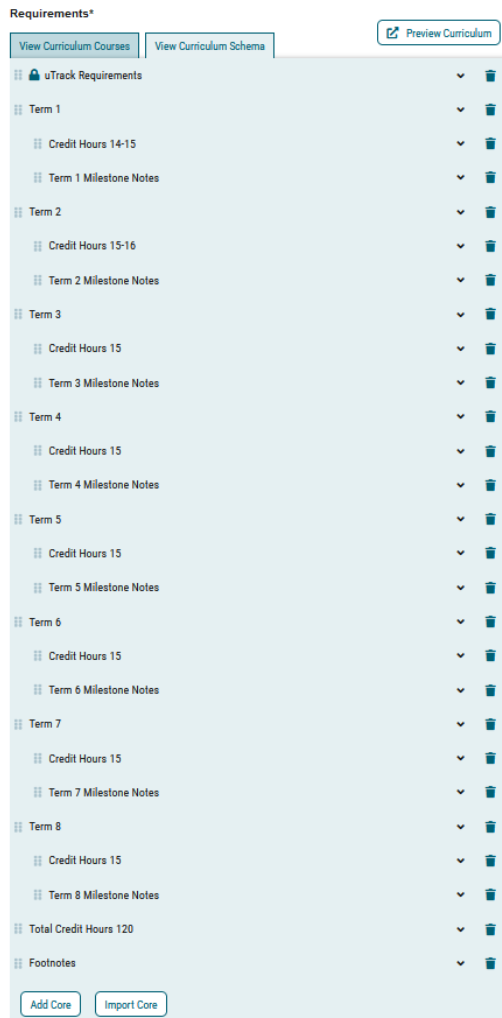 Requirements*
Preview Curriculum
View Curriculum Courses
View Curriculum Schema
uTrack Requirements
Term 1
Credit Hours 14-15
Term 1 Milestone Notes
Term 2
Credit Hours 15-16
Term 2 Milestone Notes
Term 3
Credit Hours 15
Term 3 Milestone Notes
Term 4
Credit Hours 15
Term 4 Milestone Notes
Term 5
Credit Hours 15
Term 5 Milestone Notes
Term 6
Credit Hours 15
Term 6 Milestone Notes
Term 7
Credit Hours 15
Term 7 Milestone Notes
Term 8
Credit Hours 15
Term 8 Milestone Notes
Total Credit Hours 120
Footnotes
Add Core
Import Core